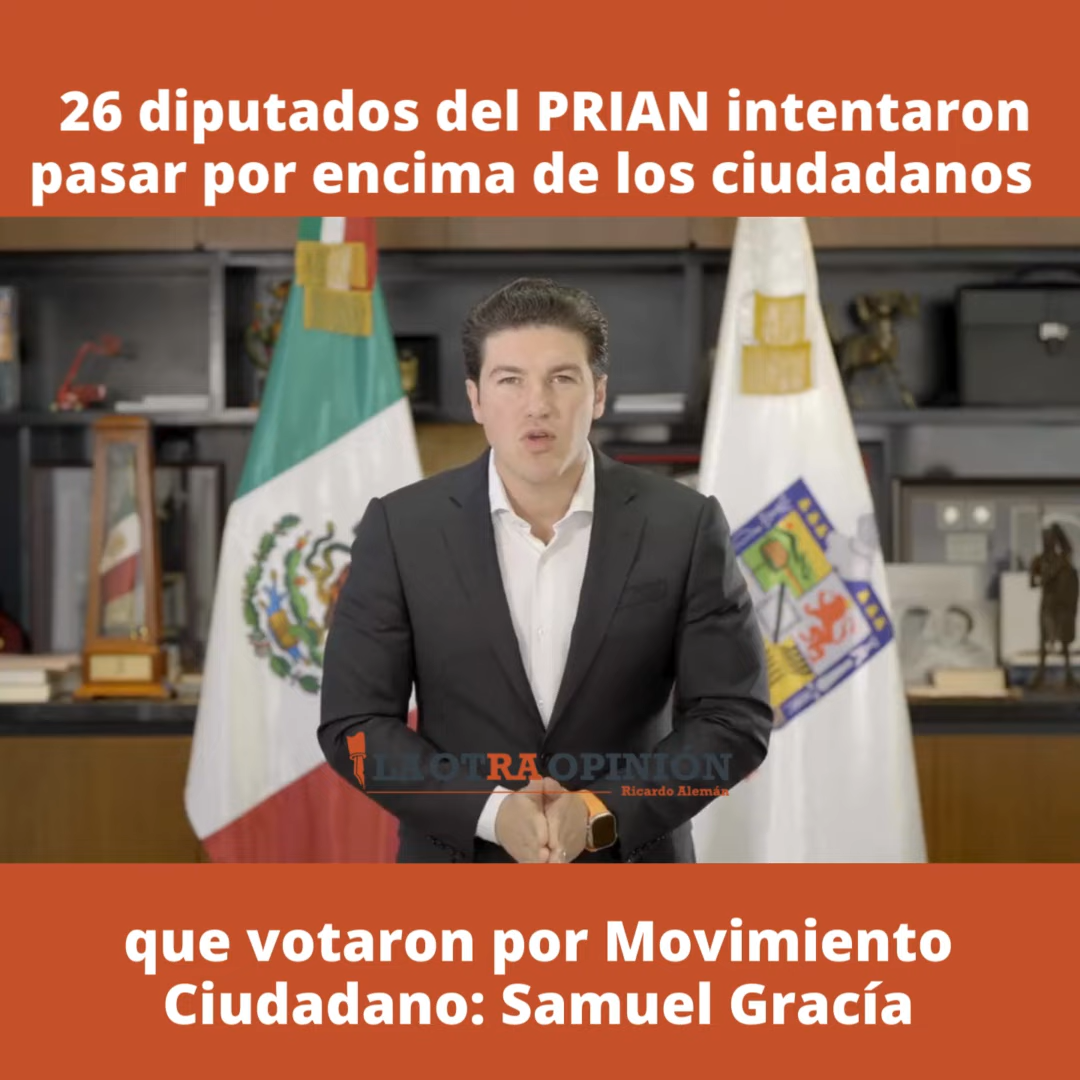 26 diputados del PRIAN intentaron
pasar por encima de los ciudadanos
LA OTRA OPINIÓN
Ricardo Alemán
que votaron por Movimiento
Ciudadano: Samuel Gracía